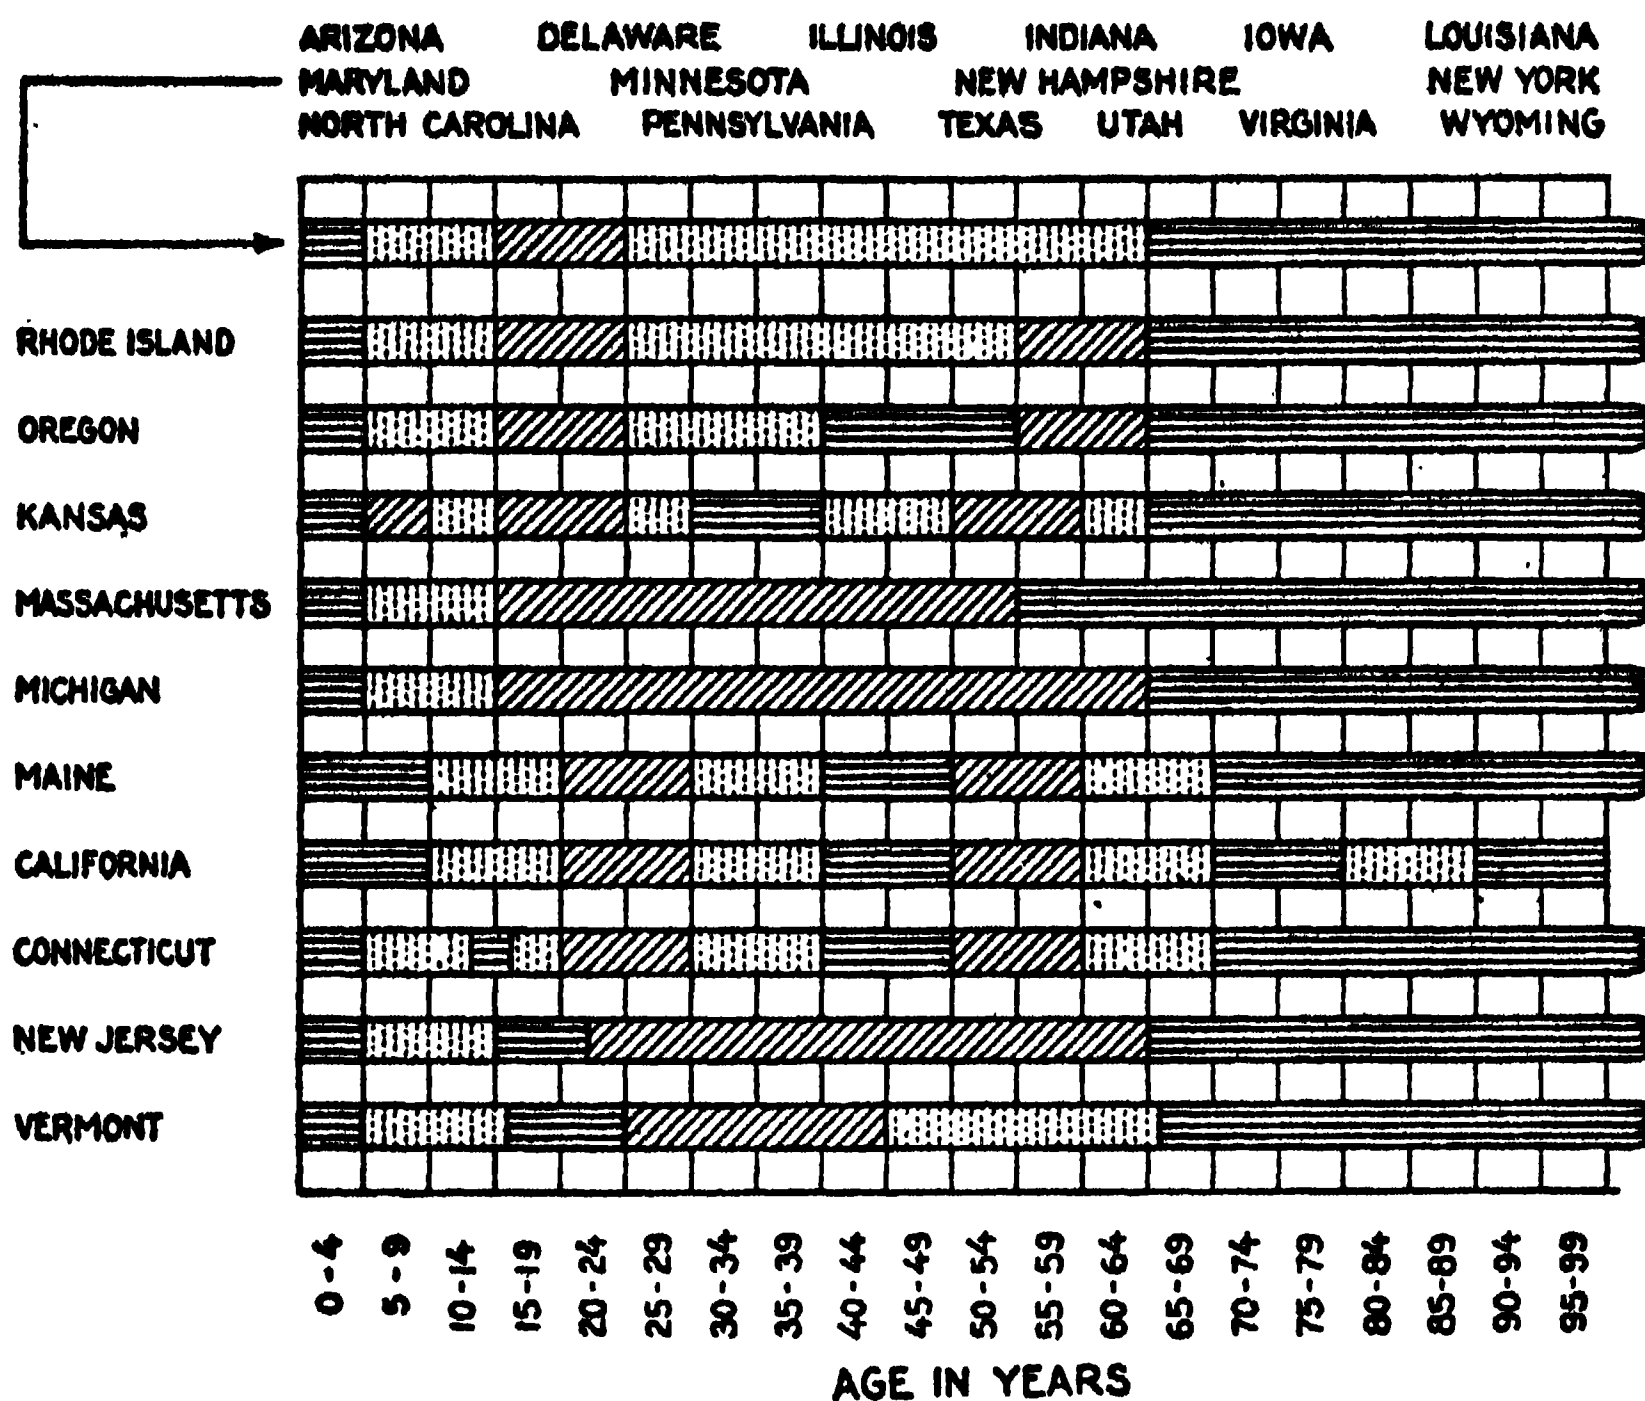 ARIZONA DELAWARE ILLINOIS INDIANA IOWA LOUISIANA
MARYLAND MINNESOTA NEW HAMPSHIRE NEW YORK
NORTH CAROLINA PENNSYLVANIA TEXAS UTAH VIRGINIA WYOMING
RHODE ISLAND
OREGON
KANSAS
MASSACHUSETTS
MICHIGAN
MAINE
CALIFORNIA
CONNECTICUT
NEW JERSEY
VERMONT
0-4
5-9
10-14
15-19
20-24
25-29
30-34
35-39
40-44
45-49
50-54
55-59
60-64
65-69
70-74
75-79
80-84
85-89
90-94
95-99
AGE IN YEARS